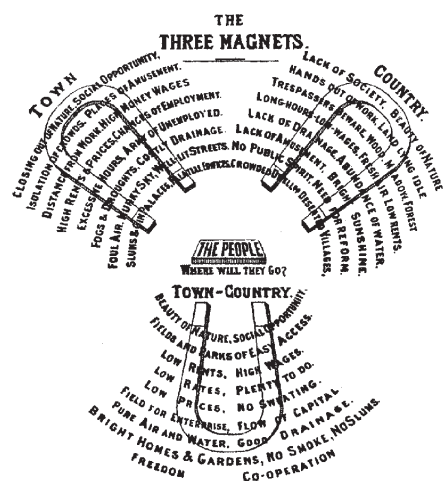 THE
THREE MAGNETS.
TOWN
CLOSING OUT OF NATURE. SOCIAL OPPORTUNITY.
ISOLATION OF CROWDS. PLACES OF AMUSEMENT.
DISTANCE FROM WORK. HIGH MONEY WAGES
HIGH RENTS & PRICES. CHANCES OF EMPLOYMENT.
EXCESSIVE HOURS. ARMY OF UNEMPLOYED.
FOGS & DROUGHTS. COSTLY DRAINAGE.
FOUL AIR. MURKY SKY. WELL-LIT STREETS.
SLUMS & GIN PALACES. EDIFICES.
COUNTRY.
LACK OF SOCIETY. BEAUTY OF NATURE
HANDS OUT OF WORK. LAND LYING IDLE
TRESPASSERS BEWARE. WOOD, MEADOW, FOREST
LONG HOURS-LOW WAGES. FRESH AIR. LOW RENTS.
LACK OF DRAINAGE. ABUNDANCE OF WATER.
LACK OF AMUSEMENT. BRIGHT SUNSHINE.
NO PUBLIC SPIRIT. NEED FOR REFORM.
CROWDED VILLAGES.
THE PEOPLE
WHERE WILL THEY GO?
TOWN-COUNTRY.
BEAUTY OF NATURE, SOCIAL OPPORTUNITY.
FIELDS AND PARKS OF EASY ACCESS.
LOW RENTS, HIGH WAGES.
LOW RATES, PLENTY TO DO.
LOW PRICES, NO SWEATING.
FIELD FOR ENTERPRISE, FLOW OF CAPITAL
PURE AIR AND WATER, GOOD DRAINAGE.
BRIGHT HOMES & GARDENS, NO SMOKE, NO SLUMS.
FREEDOM CO-OPERATION